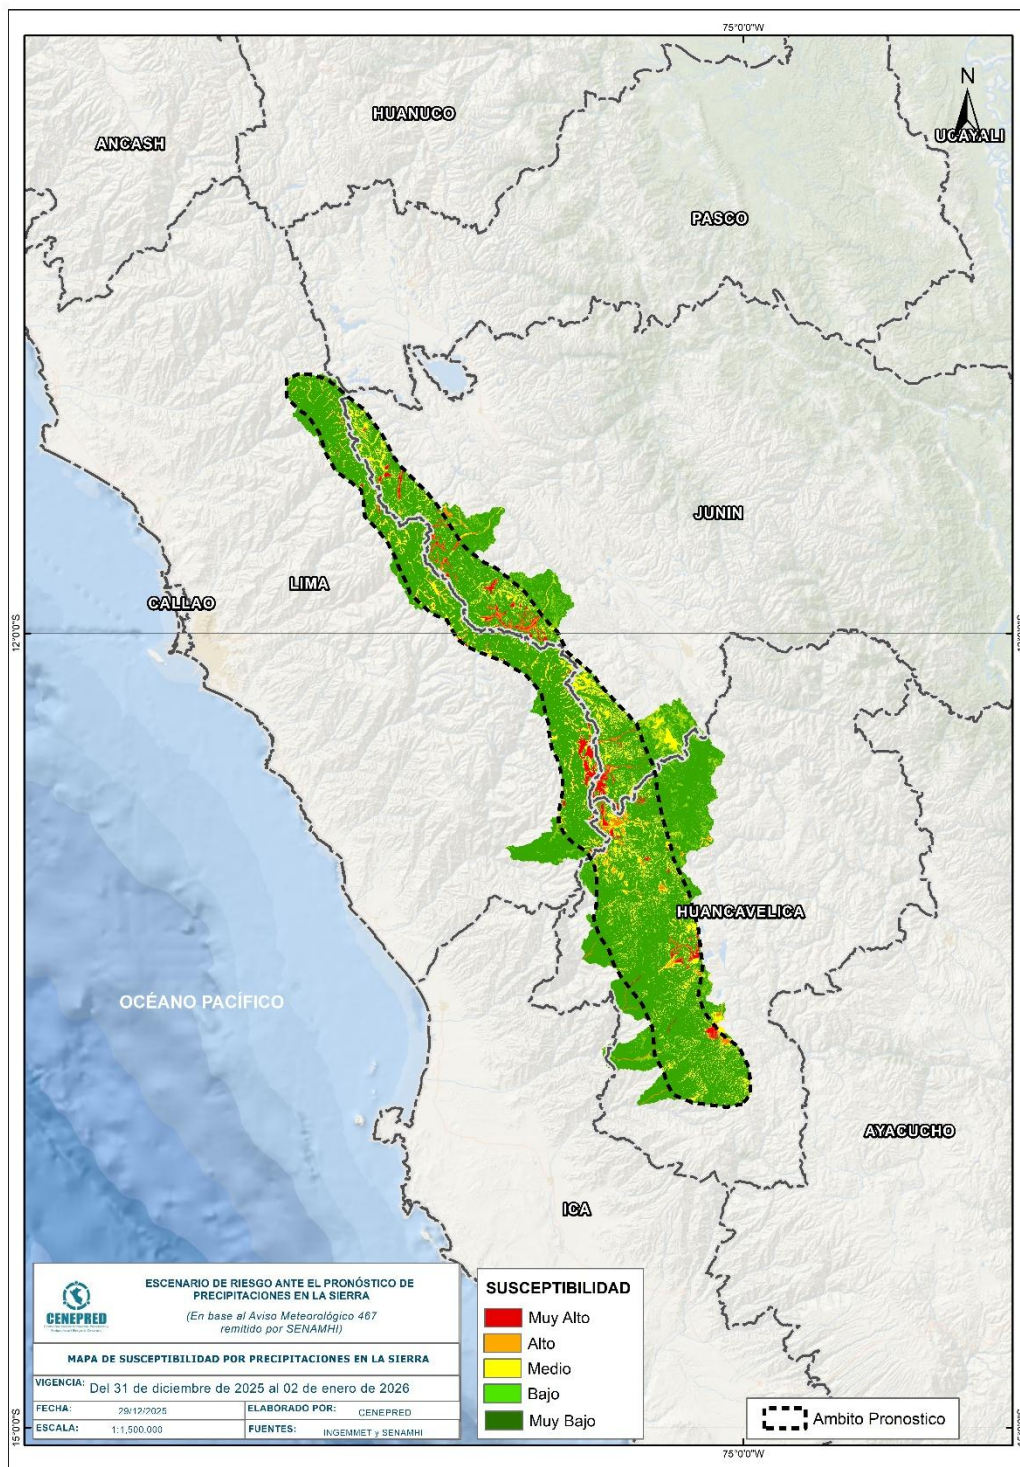 75°0'0"W
N
HUANUCO
ANCASH
UCAYALI
PASCO
JUNIN
LIMA
CALLAO
12°0'0"S
HUANCAVELICA
OCÉANO PACÍFICO
AYACUCHO
ICA
CENEPRED
ESCENARIO DE RIESGO ANTE EL PRONÓSTICO DE
PRECIPITACIONES EN LA SIERRA
(En base al Aviso Meteorológico 467
remitido por SENAMHI)
MAPA DE SUSCEPTIBILIDAD POR PRECIPITACIONES EN LA SIERRA
VIGENCIA: Del 31 de diciembre de 2025 al 02 de enero de 2026
FECHA: 29/12/2025 ELABORADO POR: CENEPRED
ESCALA: 1:1,500,000 FUENTES: INGEMMET y SENAMHI
SUSCEPTIBILIDAD
Muy Alto
Alto
Medio
Bajo
Muy Bajo
Ambito Pronostico
15°0'0"S
75°0'0"W